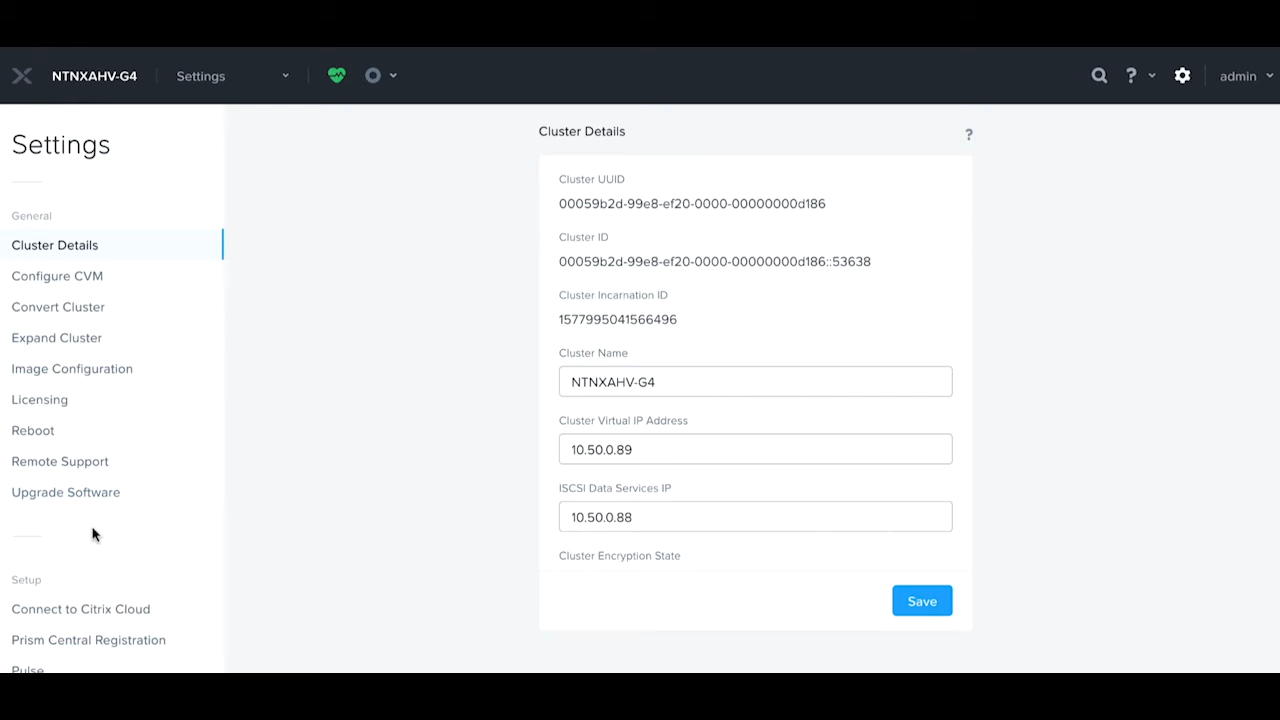 NTNXAHV-G4
Settings
?
admin
Settings
General
Cluster Details
Configure CVM
Convert Cluster
Expand Cluster
Image Configuration
Licensing
Reboot
Remote Support
Upgrade Software
Setup
Connect to Citrix Cloud
Prism Central Registration
Pulse
Cluster Details
?
Cluster UUID
00059b2d-99e8-ef20-0000-00000000d186
Cluster ID
00059b2d-99e8-ef20-0000-00000000d186::53638
Cluster Incarnation ID
1577995041566496
Cluster Name
NTNXAHV-G4
Cluster Virtual IP Address
10.50.0.89
ISCSI Data Services IP
10.50.0.88
Cluster Encryption State
Save